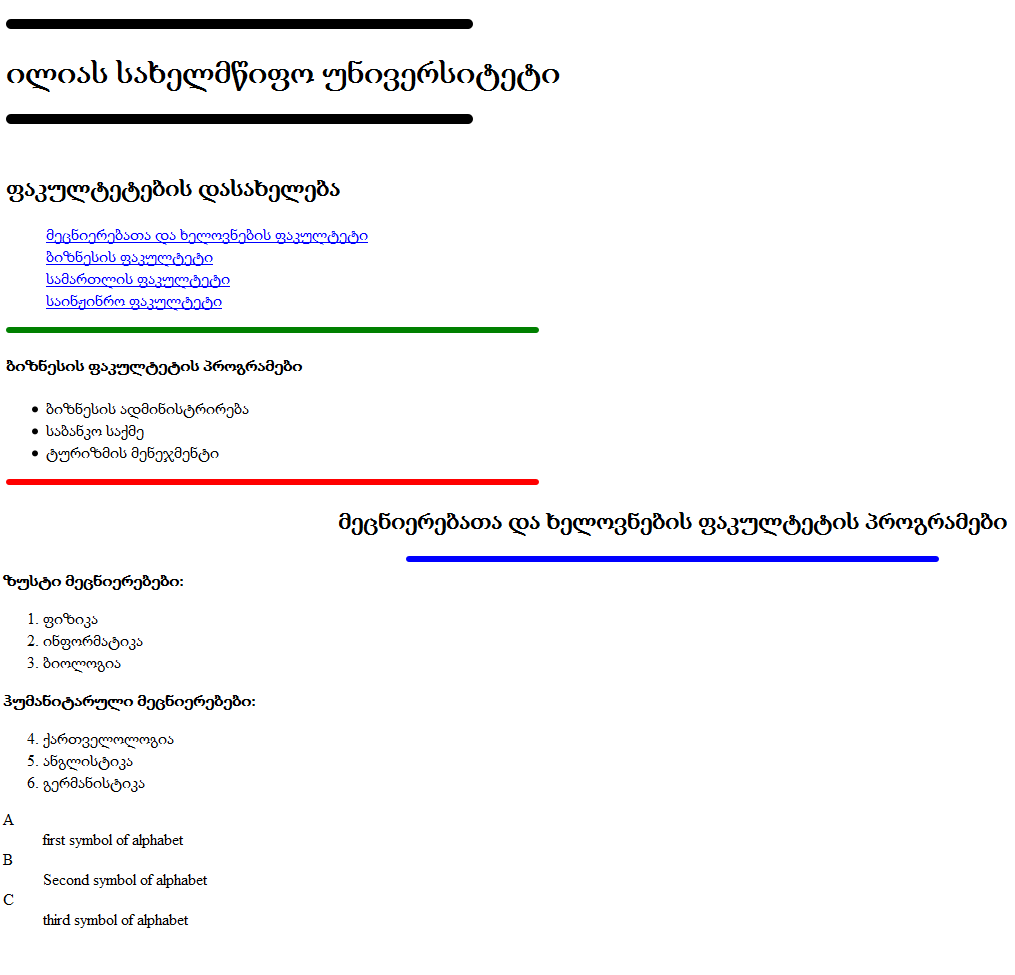 ილიას სახელმწიფო უნივერსიტეტი
ფაკულტეტების დასახელება
მეცნიერებათა და ხელოვნების ფაკულტეტი
ბიზნესის ფაკულტეტი
სამართლის ფაკულტეტი
საინჟინრო ფაკულტეტი
ბიზნესის ფაკულტეტის პროგრამები
• ბიზნესის ადმინისტრირება
• საბანკო საქმე
• ტურიზმის მენეჯმენტი
მეცნიერებათა და ხელოვნების ფაკულტეტის პროგრამები
ზუსტი მეცნიერებები:
1. ფიზიკა
2. ინფორმატიკა
3. ბიოლოგია
ჰუმანიტარული მეცნიერებები:
4. ქართველოლოგია
5. ანგლისტიკა
6. გერმანისტიკა
A
first symbol of alphabet
B
Second symbol of alphabet
C
third symbol of alphabet